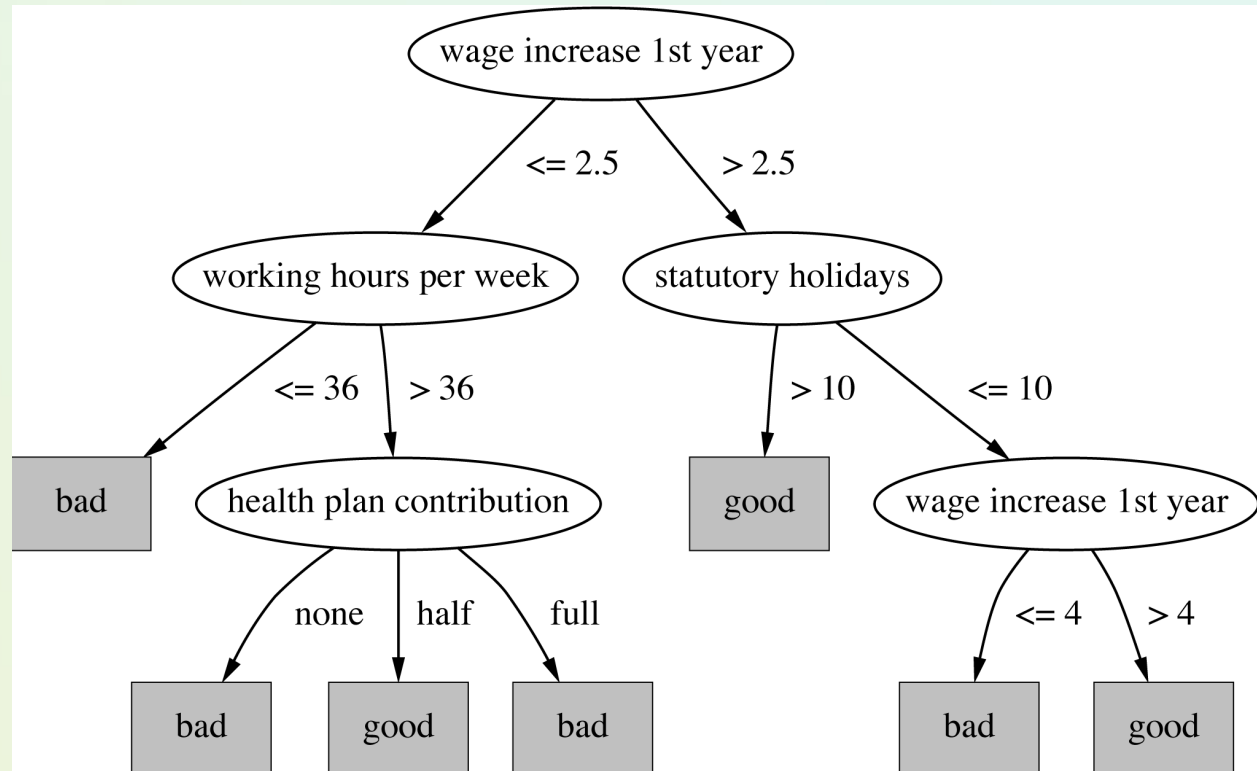 wage increase 1st year
<= 2.5
> 2.5
working hours per week
statutory holidays
<= 36
> 36
> 10
<= 10
bad
health plan contribution
good
wage increase 1st year
none
half
full
<= 4
> 4
bad
good
bad
bad
good